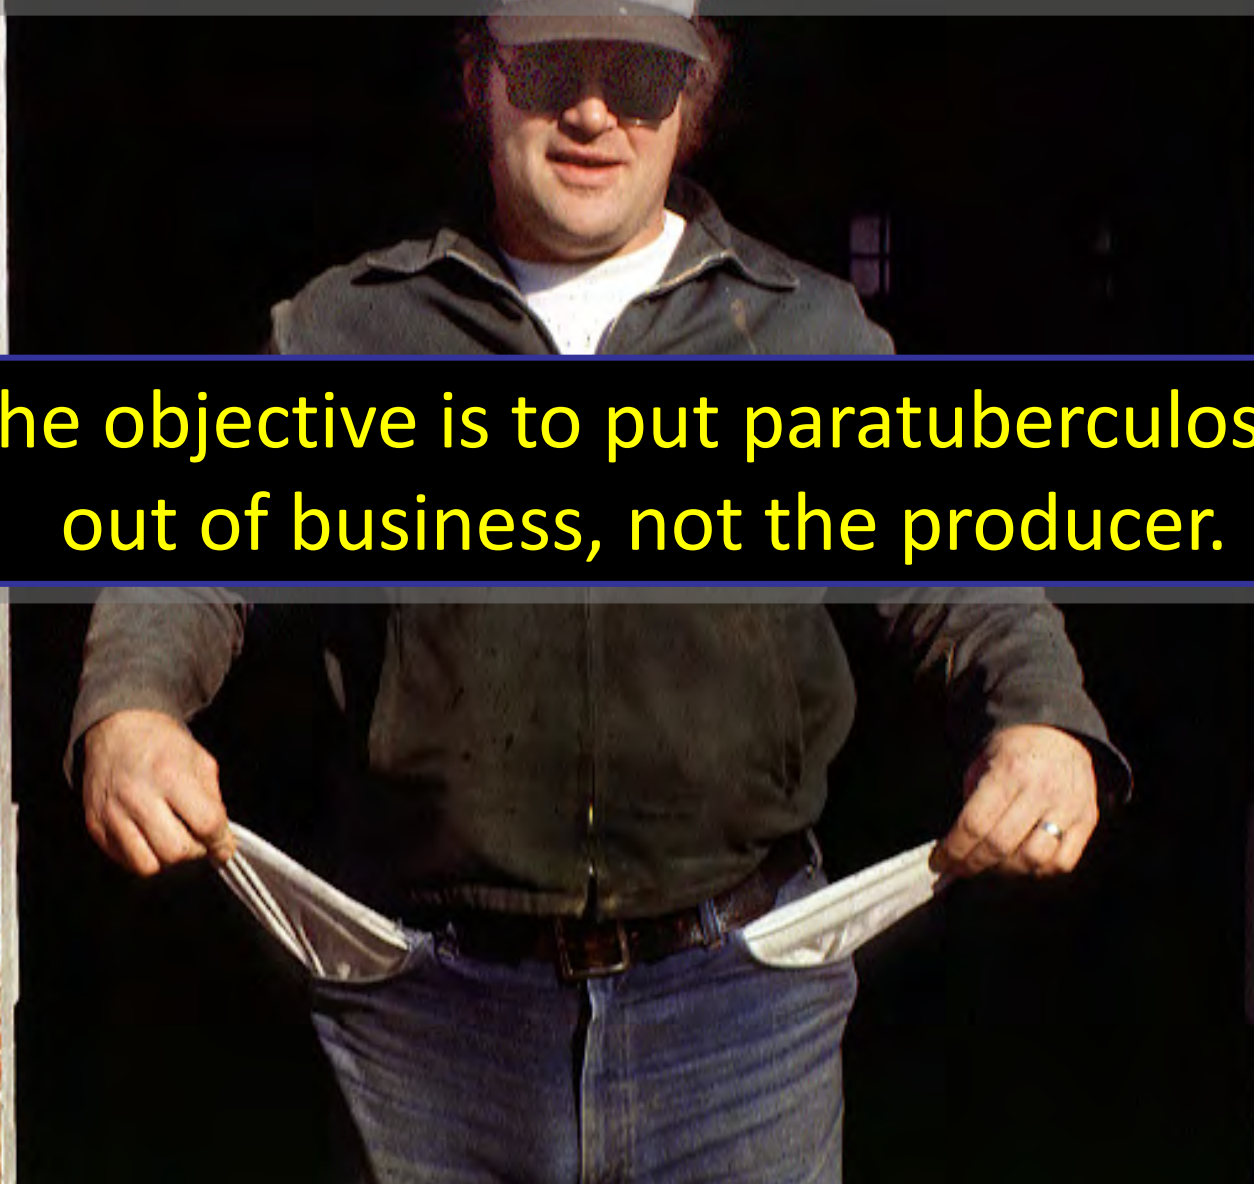 he objective is to put paratuberculos
out of business, not the producer.